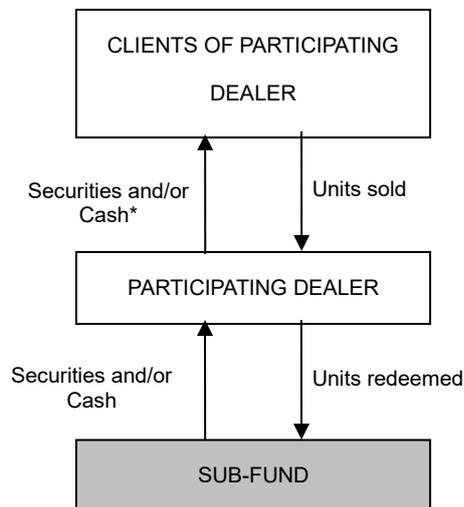 CLIENTS OF PARTICIPATING
DEALER
Securities and/or
Cash*
Units sold
PARTICIPATING DEALER
Securities and/or
Cash
Units redeemed
SUB-FUND